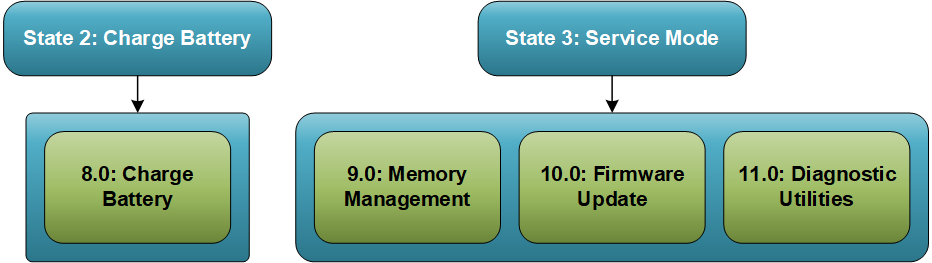 State 2: Charge Battery
State 3: Service Mode
8.0: Charge
Battery
9.0: Memory
Management
10.0: Firmware
Update
11.0: Diagnostic
Utilities